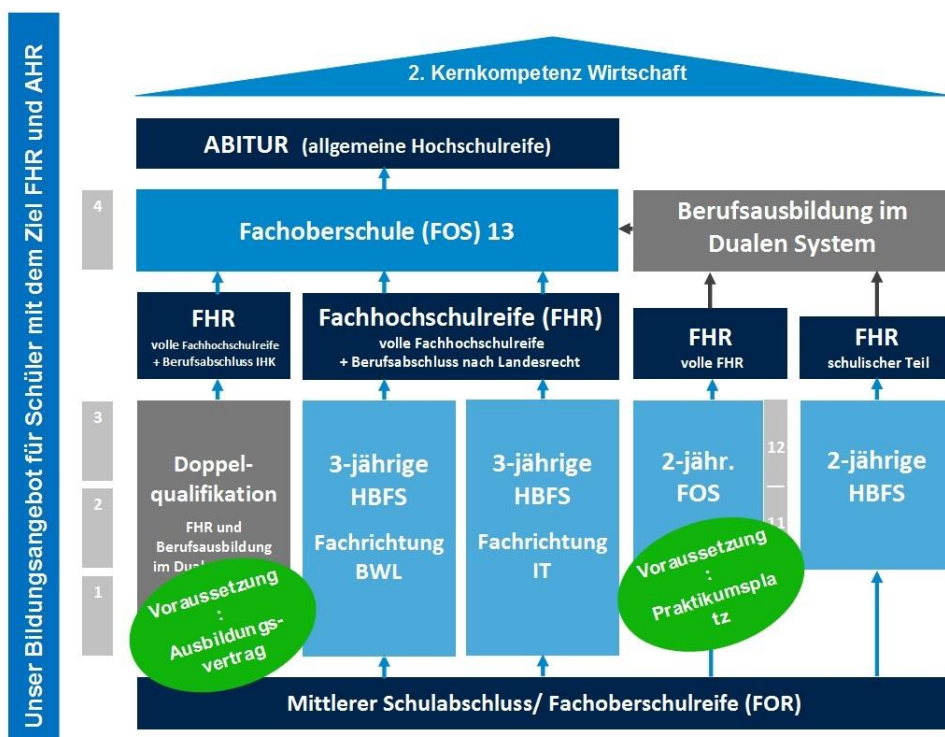 Unser Bildungsangebot für Schüler mit dem Ziel FHR und AHR
2. Kernkompetenz Wirtschaft
ABITUR (allgemeine Hochschulreife)
4
Fachoberschule (FOS) 13
Berufsausbildung im
Dualen System
FHR
volle Fachhochschulreife
+ Berufsabschluss IHK
Fachhochschulreife (FHR)
volle Fachhochschulreife
+ Berufsabschluss nach Landesrecht
FHR
volle FHR
FHR
schulischer Teil
3
2
1
Doppel-
qualifikation
FHR und
Berufsausbildung
im
Voraussetzung
:
Ausbildungs-
vertrag
3-jährige
HBFS
Fachrichtung
BWL
3-jährige
HBFS
Fachrichtung
IT
2-jähr.
FOS
12
11
Voraussetzung
:
Praktikumspla
tz
2-jährige
HBFS
Mittlerer Schulabschluss/ Fachoberschulreife (FOR)